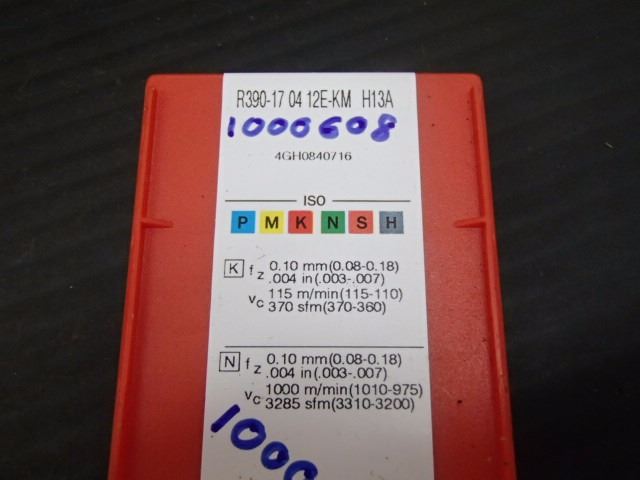 R390-17 04 12E-KM H13A
1000608
4GH0840716
ISO
P M K N S H
K fz 0.10 mm(0.08-0.18)
.004 in(.003-.007)
vc 115 m/min(115-110)
370 sfm(370-360)
N fz 0.10 mm(0.08-0.18)
.004 in(.003-.007)
vc 1000 m/min(1010-975)
3285 sfm(3310-3200)
1000